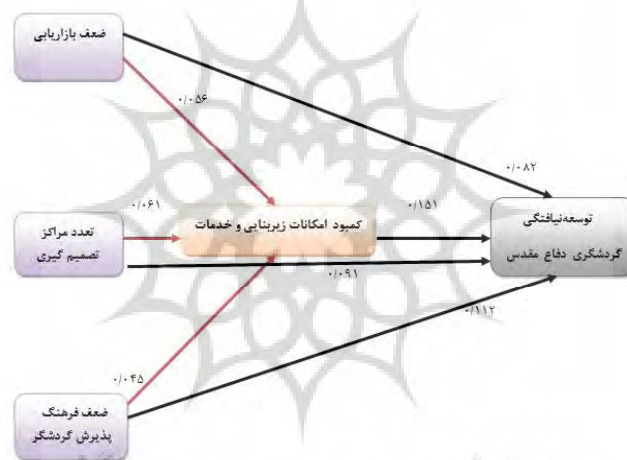 ضعف بازاریابی
۰/۰۵۶
۰/۰۸۲
۰/۰۶۱
کمبود امکانات زیربنایی و خدمات
۰/۱۵۱
توسعه‌نیافتگی
گردشگری دفاع مقدس
تعدد مراکز
تصمیم گیری
۰/۰۹۱
۰/۱۱۲
۰/۰۴۵
ضعف فرهنگ
پذیرش گردشگر